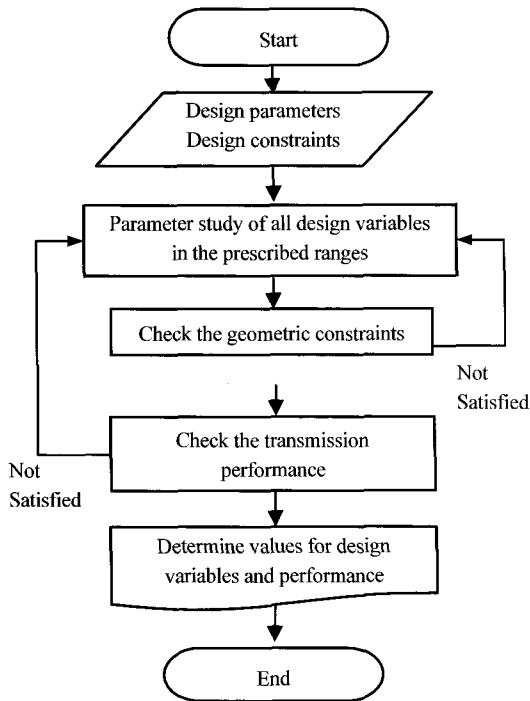 Start
Design parameters
Design constraints
Parameter study of all design variables
in the prescribed ranges
Check the geometric constraints
Not
Satisfied
Check the transmission
performance
Not
Satisfied
Determine values for design
variables and performance
End